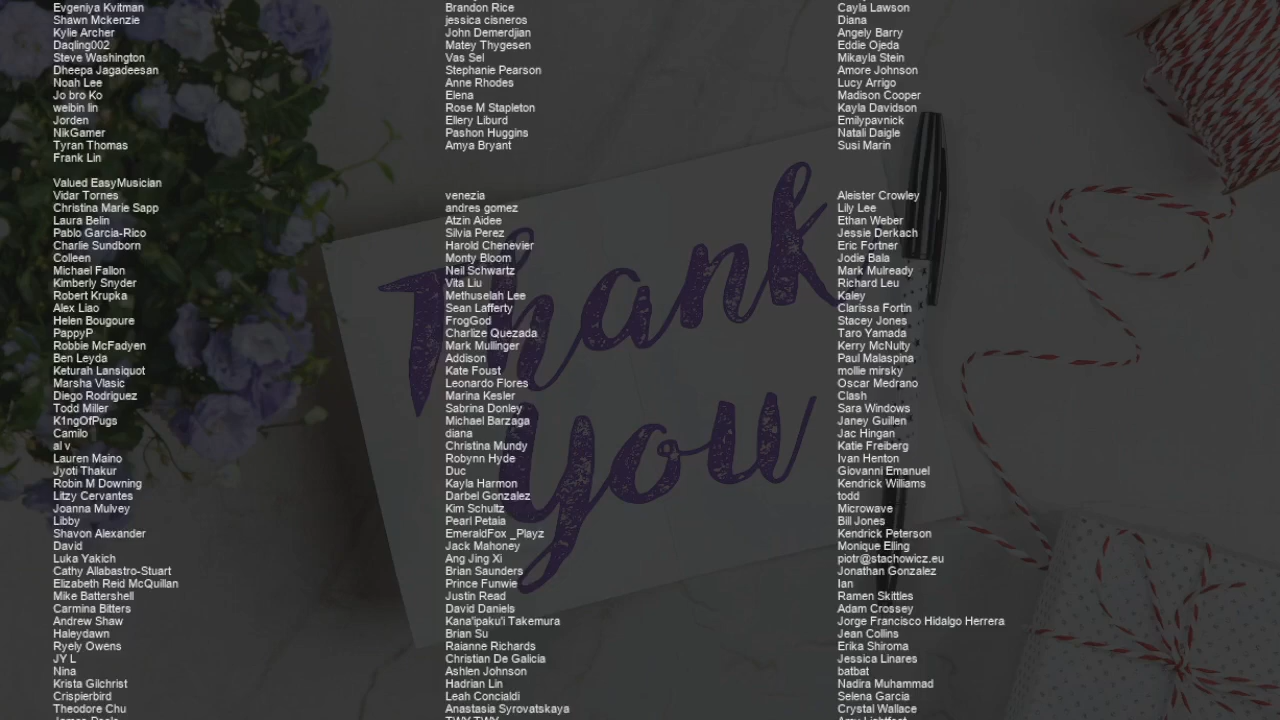 Evgeniya Kvitman
Shawn Mckenzie
Kylie Archer
Daqling002
Steve Washington
Dheepa Jagadeesan
Noah Lee
Jo bro Ko
weibin lin
Jorden
NikGamer
Tyran Thomas
Frank Lin
Brandon Rice
jessica cisneros
John Demerdjian
Matey Thygesen
Vas Sel
Stephanie Pearson
Anne Rhodes
Elena
Rose M Stapleton
Ellery Liburd
Pashon Huggins
Amya Bryant
Cayla Lawson
Diana
Angely Barry
Eddie Ojeda
Mikayla Stein
Amore Johnson
Lucy Arrigo
Madison Cooper
Kayla Davidson
Emilypavnick
Natali Daigle
Susi Marin
Valued EasyMusician
Vidar Tornes
Christina Marie Sapp
Laura Belin
Pablo Garcia-Rico
Charlie Sundborn
Colleen
Michael Fallon
Kimberly Snyder
Robert Krupka
Alex Liao
Helen Bougoure
PappyP
Robbie McFadyen
Ben Leyda
Keturah Lansiquot
Marsha Vlasic
Diego Rodriguez
Todd Miller
K1ngOfPugs
Camilo
al v
Lauren Maino
Jyoti Thakur
Robin M Downing
Litzy Cervantes
Joanna Mulvey
Libby
Shavon Alexander
David
Luka Yakich
Cathy Allabastro-Stuart
Elizabeth Reid McQuillan
Mike Battershell
Carmina Bitters
Andrew Shaw
Haleydawn
Ryely Owens
JY L
Nina
Krista Gilchrist
Crispierbird
Theodore Chu
venezia
andres gomez
Atzin Aidee
Silvia Perez
Harold Chenevier
Monty Bloom
Neil Schwartz
Vita Liu
Methuselah Lee
Sean Lafferty
FrogGod
Charlize Quezada
Mark Mullinger
Addison
Kate Foust
Leonardo Flores
Marina Kesler
Sabrina Donley
Michael Barzaga
diana
Christina Mundy
Robynn Hyde
Duc
Kayla Harmon
Darbel Gonzalez
Kim Schultz
Pearl Petaia
EmeraldFox _Playz
Jack Mahoney
Ang Jing Xi
Brian Saunders
Prince Funwie
Justin Read
David Daniels
Kana'ipaku'i Takemura
Brian Su
Raianne Richards
Christian De Galicia
Ashlen Johnson
Hadrian Lin
Leah Concialdi
Anastasia Syrovatskaya
Aleister Crowley
Lily Lee
Ethan Weber
Jessie Derkach
Eric Fortner
Jodie Bala
Mark Mulready
Richard Leu
Kaley
Clarissa Fortin
Stacey Jones
Taro Yamada
Kerry McNulty
Paul Malaspina
mollie mirsky
Oscar Medrano
Clash
Sara Windows
Janey Guillen
Jac Hingan
Katie Freiberg
Ivan Henton
Giovanni Emanuel
Kendrick Williams
todd
Microwave
Bill Jones
Kendrick Peterson
Monique Elling
piotr@stachowicz.eu
Jonathan Gonzalez
Ian
Ramen Skittles
Adam Crossey
Jorge Francisco Hidalgo Herrera
Jean Collins
Erika Shiroma
Jessica Linares
batbat
Nadira Muhammad
Selena Garcia
Crystal Wallace
Thank
you